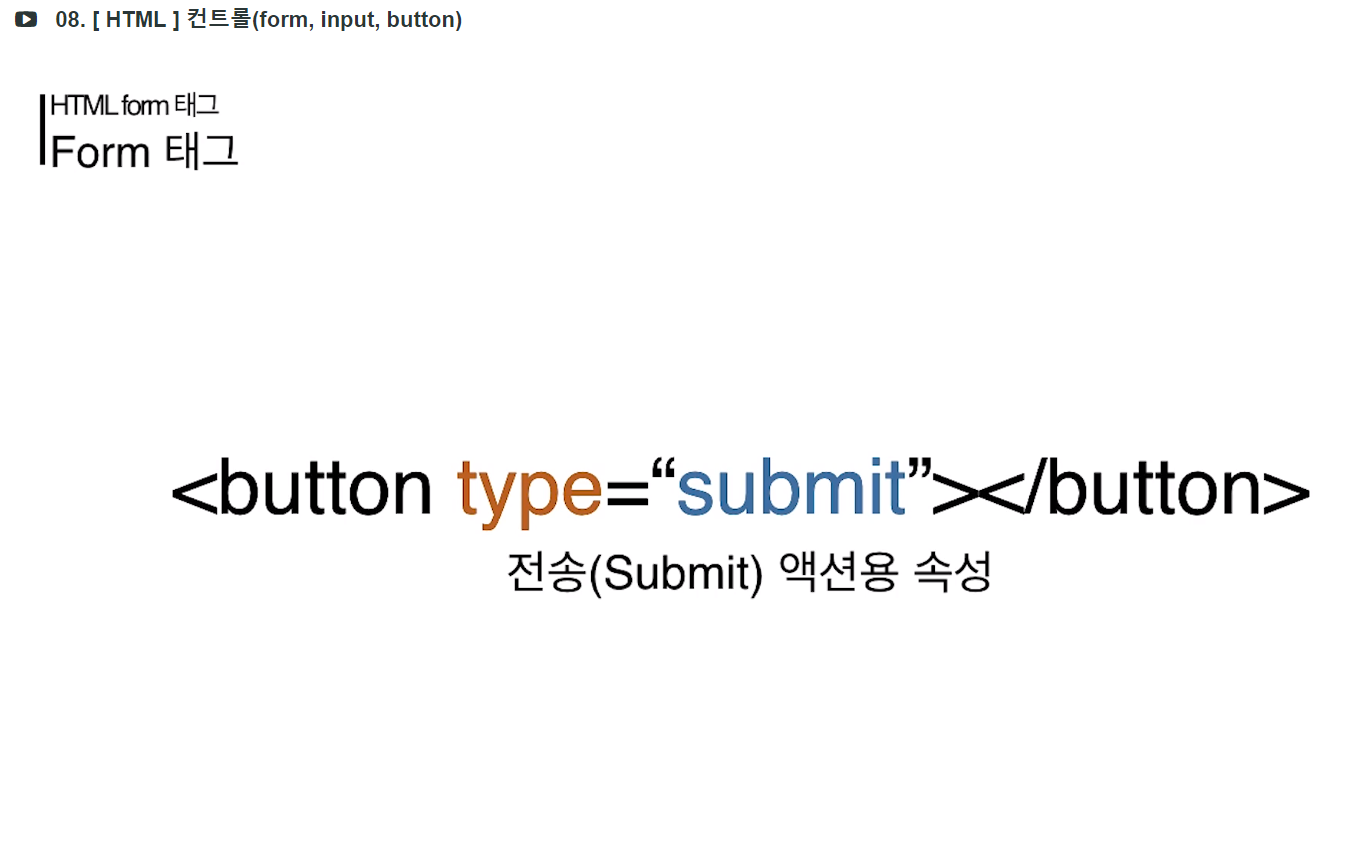 08. [ HTML ] 컨트롤(form, input, button)
HTML form 태그
Form 태그
<button type=“submit”></button>
전송(Submit) 액션용 속성